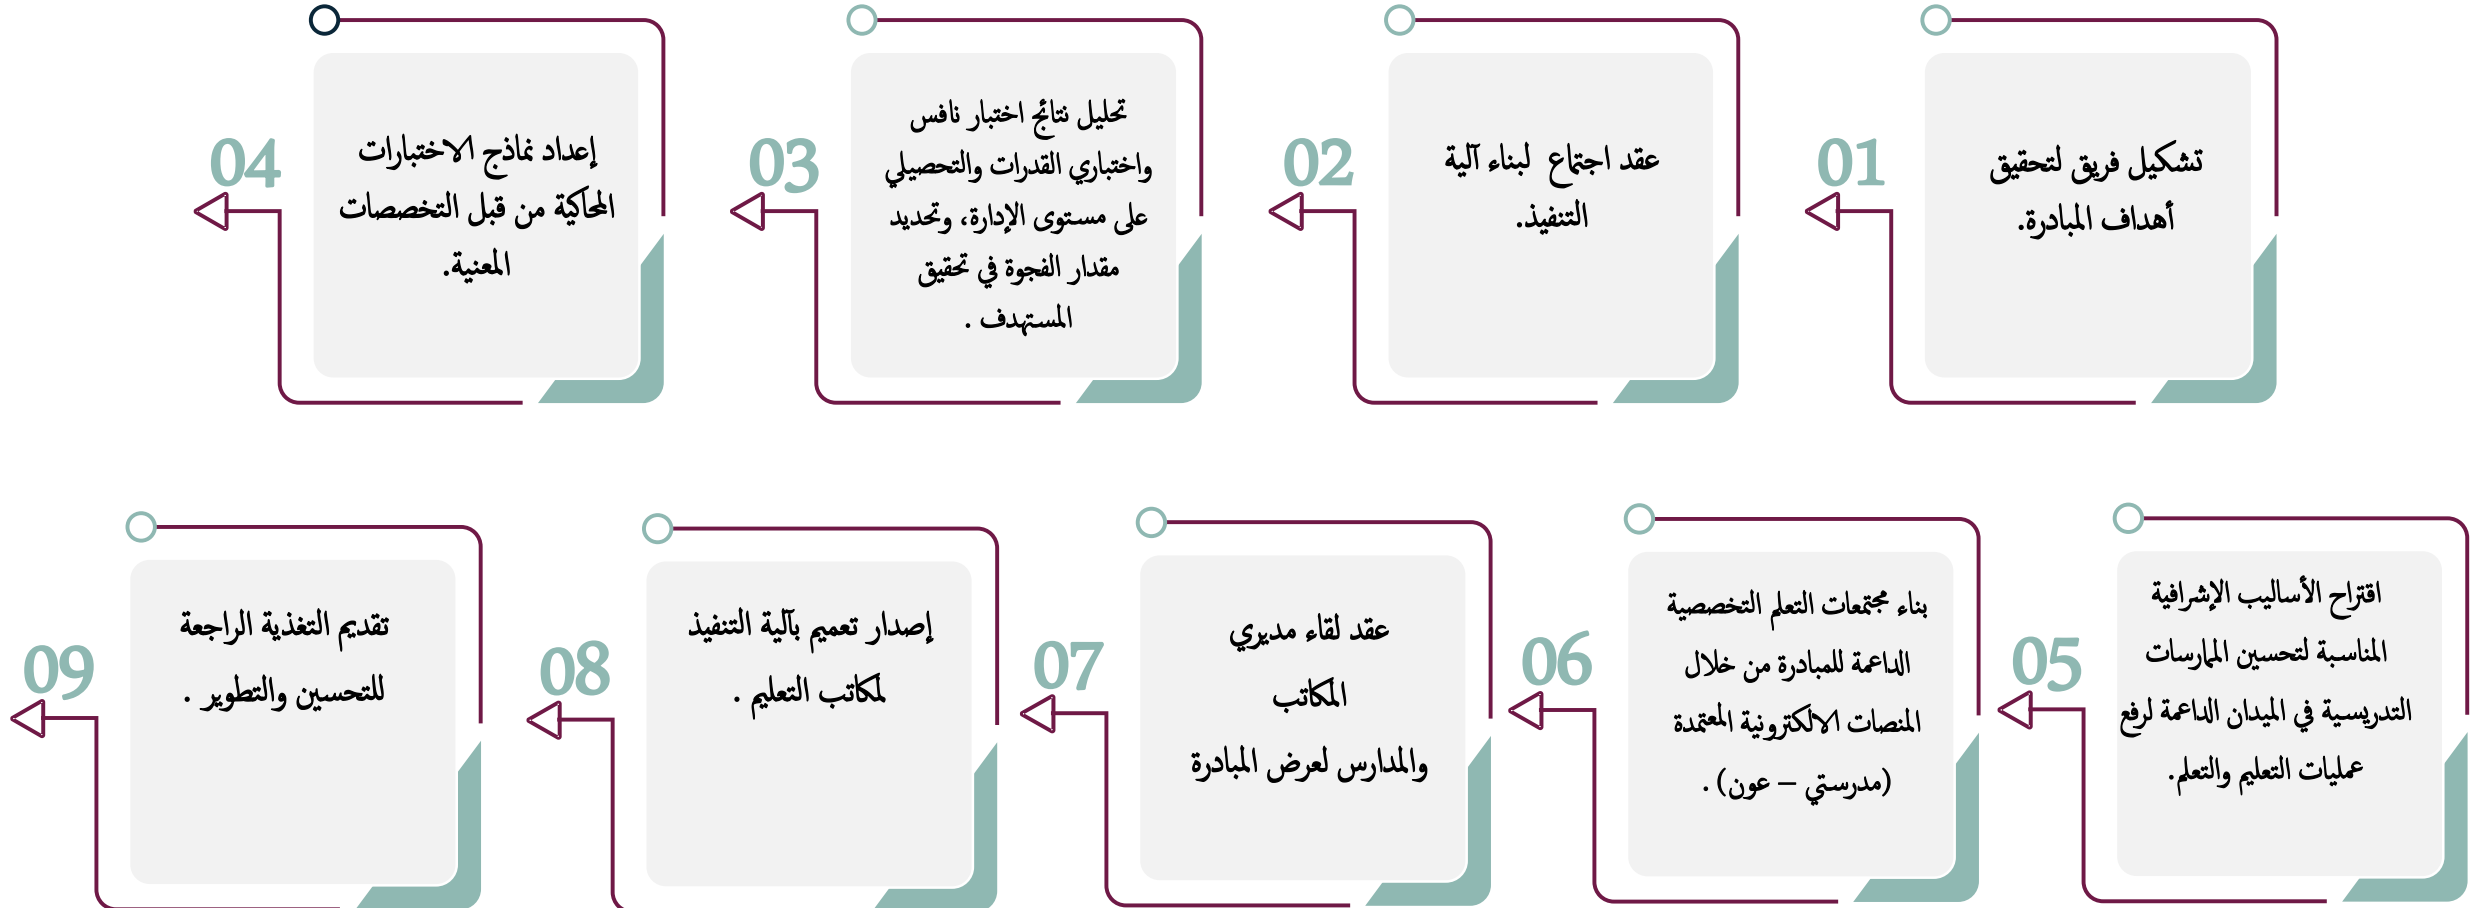 01
تشكيل فريق لتحقيق
أهداف المبادرة.
02
عقد اجتماع لبناء آلية
التنفيذ.
03
تحليل نتائج اختبار نافس
واختباري القدرات والتحصيلي
على مستوى الإدارة، وتحديد
مقدار الفجوة في تحقيق
المستهدف .
04
إعداد نماذج الاختبارات
المحاكية من قبل التخصصات
المعنية.
05
اقتراح الأساليب الإشرافية
المناسبة لتحسين الممارسات
التدريسية في الميدان الداعمة لرفع
عمليات التعليم والتعلم.
06
بناء مجتمعات التعلم التخصصية
الداعمة للمبادرة من خلال
المنصات الالكترونية المعتمدة
(مدرستي – عون) .
07
عقد لقاء مديري
المكاتب
والمدارس لعرض المبادرة
08
إصدار تعميم بآلية التنفيذ
لمكاتب التعليم .
09
تقديم التغذية الراجعة
للتحسين والتطوير .